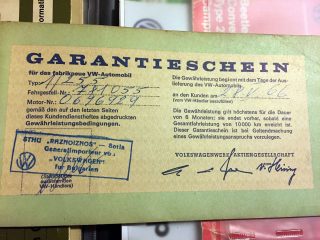 GARANTIESCHEIN
für das fabrikneue VW-Automobil
Typ:
Fahrgestell-Nr.:
Motor-Nr.: 0696929
gemäß den auf den letzten Seiten
dieses Kundendienstheftes abgedruckten
Gewährleistungsbedingungen.
STHU „RAZNOIZNOS" — Sofia
Generalimporteur von
„VOLKSWAGEN"
für Bulgarien
VW-Händlers)
Die Gewährleistung beginnt mit dem Tage der Aus-
lieferung des VW-Automobils
an den Kunden am
(vom VW-Händler auszufüllen)
Die Gewährleistung gilt höchstens für die Dauer
von 6 Monaten; sie endet vorher, sobald eine
Gesamtfahrleistung von 10000 km erreicht ist.
Dieser Garantieschein ist bei Geltendmachung
eines Gewährleistungsanspruchs vorzulegen.
VOLKSWAGENWERK AKTIENGESELLSCHAFT